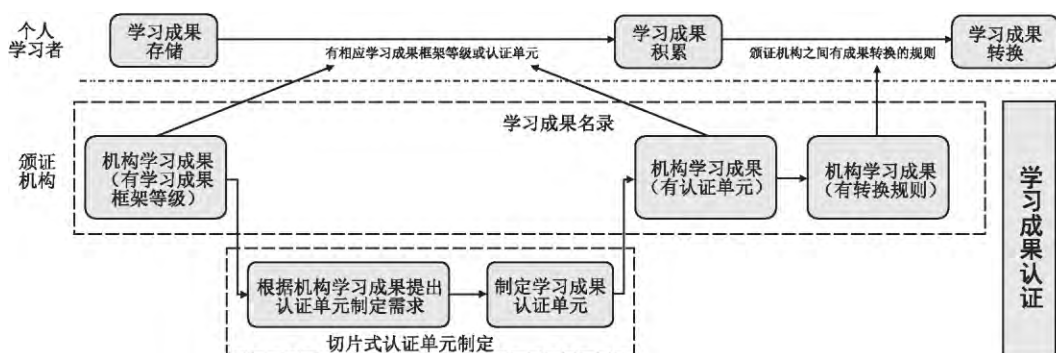 个人
学习者
学习成果
存储
有相应学习成果框架等级或认证单元
学习成果
积累
颁证机构之间有成果转换的规则
学习成果
转换
学习成果名录
颁证
机构
机构学习成果
（有学习成果
框架等级）
机构学习成果
（有认证单元）
机构学习成果
（有转换规则）
根据机构学习成果提出
认证单元制定需求
制定学习成果
认证单元
切片式认证单元制定
学习成果认证